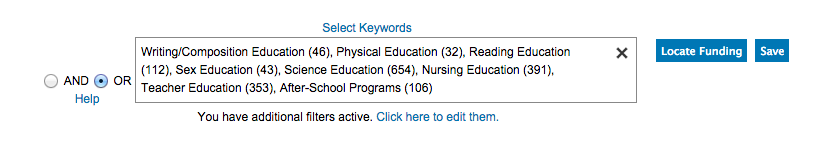 Select Keywords
Writing/Composition Education (46), Physical Education (32), Reading Education
(112), Sex Education (43), Science Education (654), Nursing Education (391),
Teacher Education (353), After-School Programs (106)
Locate Funding
Save
AND
OR
Help
You have additional filters active. Click here to edit them.